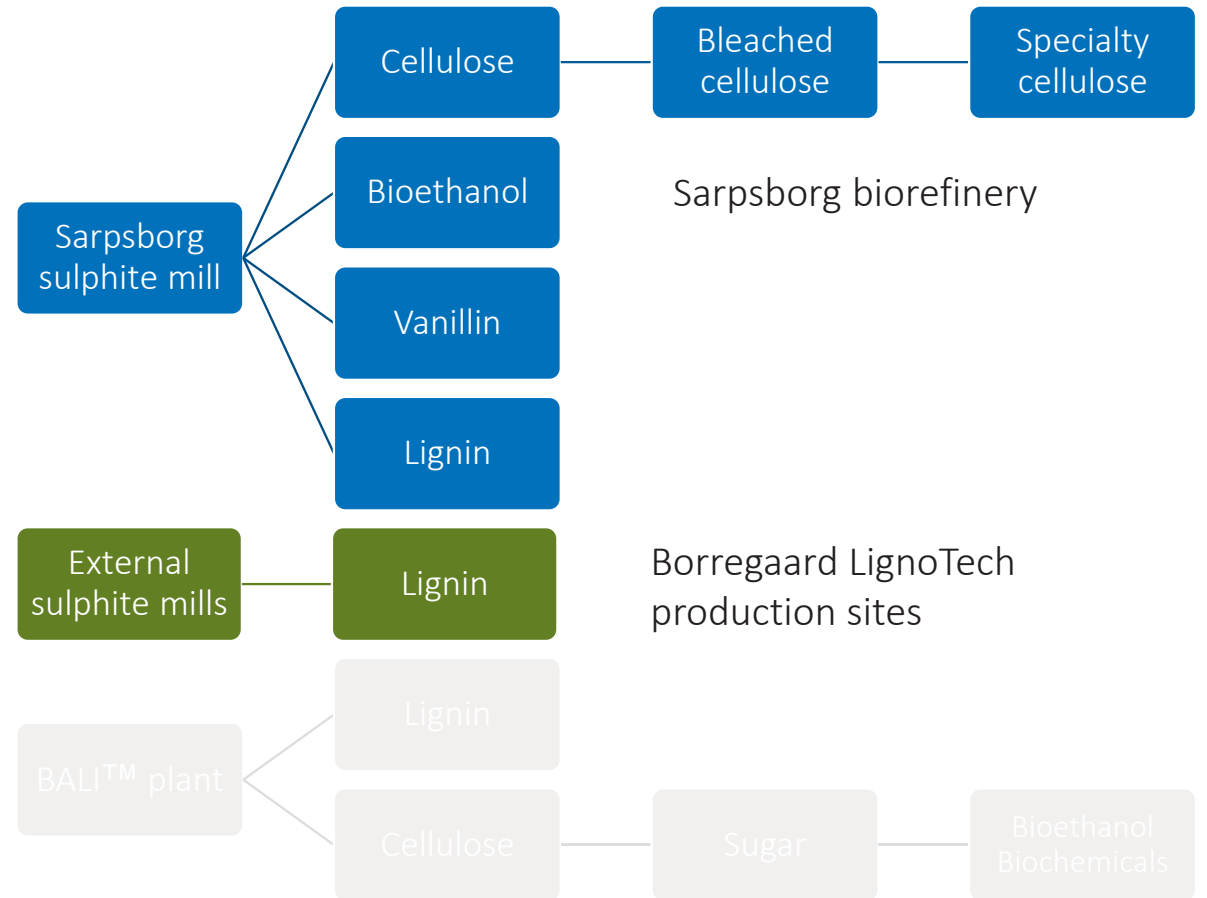 Cellulose
Bleached
cellulose
Specialty
cellulose
Bioethanol
Sarpsborg biorefinery
Sarpsborg
sulphite mill
Vanillin
Lignin
External
sulphite mills
Lignin
Borregaard LignoTech
production sites
Lignin
BALI™ plant
Cellulose
Sugar
Bioethanol
Biochemicals